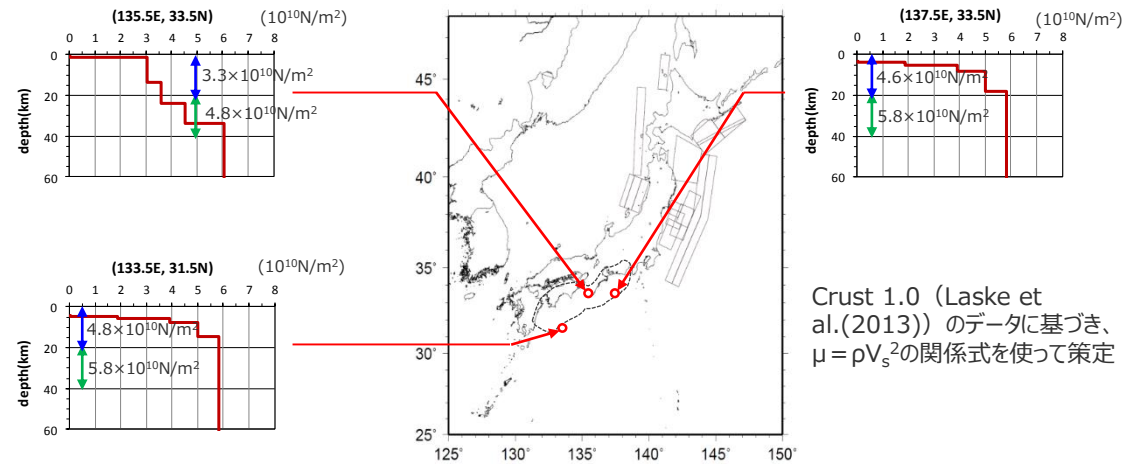 (135.5E, 33.5N)
(10¹⁰N/m²)
0 1 2 3 4 5 6 7 8
0
20
40
60
depth(km)
3.3×10¹⁰N/m²
4.8×10¹⁰N/m²
(133.5E, 31.5N)
(10¹⁰N/m²)
0 1 2 3 4 5 6 7 8
0
20
40
60
depth(km)
4.8×10¹⁰N/m²
5.8×10¹⁰N/m²
45°
40°
35°
30°
25°
125° 130° 135° 140° 145° 150°
(137.5E, 33.5N)
(10¹⁰N/m²)
0 1 2 3 4 5 6 7 8
0
20
40
60
depth(km)
4.6×10¹⁰N/m²
5.8×10¹⁰N/m²
Crust 1.0（Laske et
al.(2013)）のデータに基づき、
μ＝ρVₛ²の関係式を使って策定